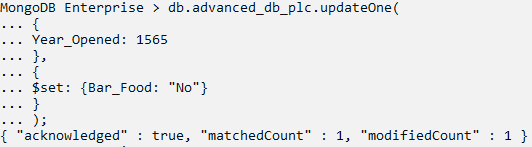 MongoDB Enterprise > db.advanced_db_plc.updateOne(
... {
... Year_Opened: 1565
... },
... {
... $set: {Bar_Food: "No"}
... }
... );
{ "acknowledged" : true, "matchedCount" : 1, "modifiedCount" : 1 }